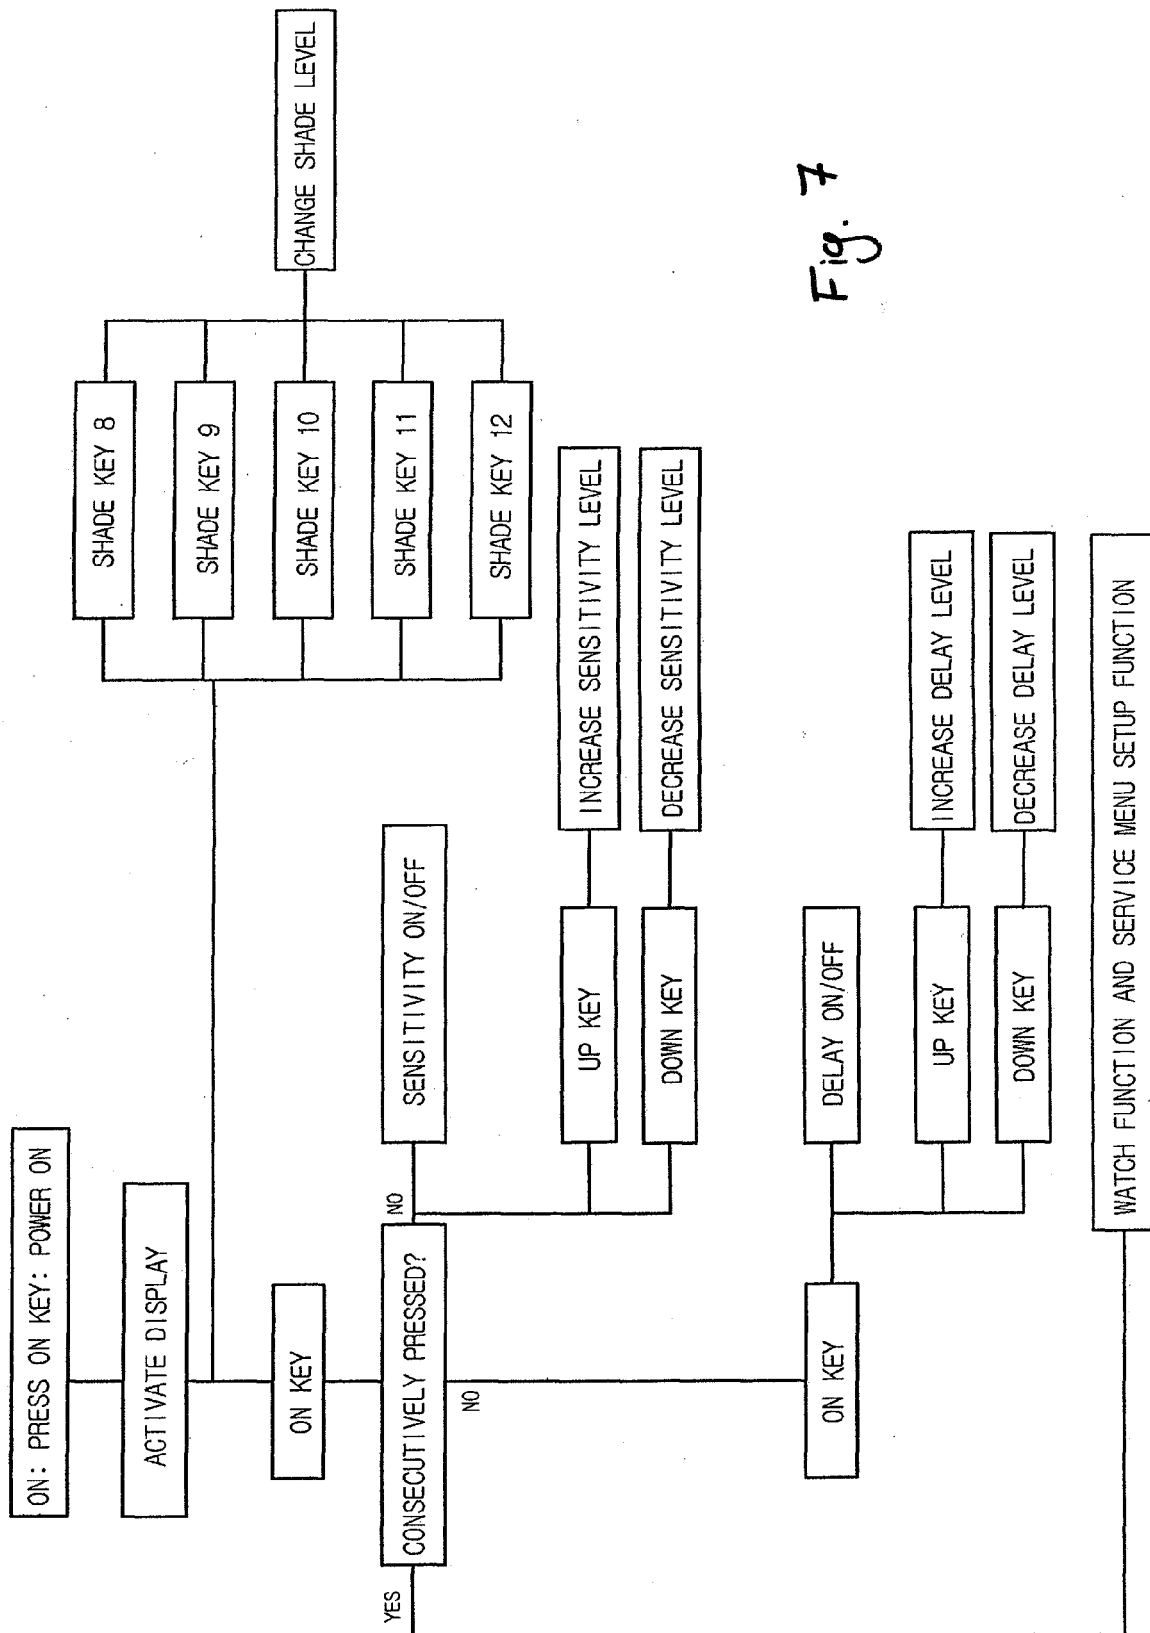 ON: PRESS ON KEY: POWER ON
ACTIVATE DISPLAY
SHADE KEY 8
SHADE KEY 9
SHADE KEY 10
SHADE KEY 11
SHADE KEY 12
CHANGE SHADE LEVEL
ON KEY
YES
CONSECUTIVELY PRESSED?
NO
SENSITIVITY ON/OFF
NO
UP KEY
INCREASE SENSITIVITY LEVEL
DOWN KEY
DECREASE SENSITIVITY LEVEL
ON KEY
DELAY ON/OFF
UP KEY
INCREASE DELAY LEVEL
DOWN KEY
DECREASE DELAY LEVEL
WATCH FUNCTION AND SERVICE MENU SETUP FUNCTION
Fig. 7